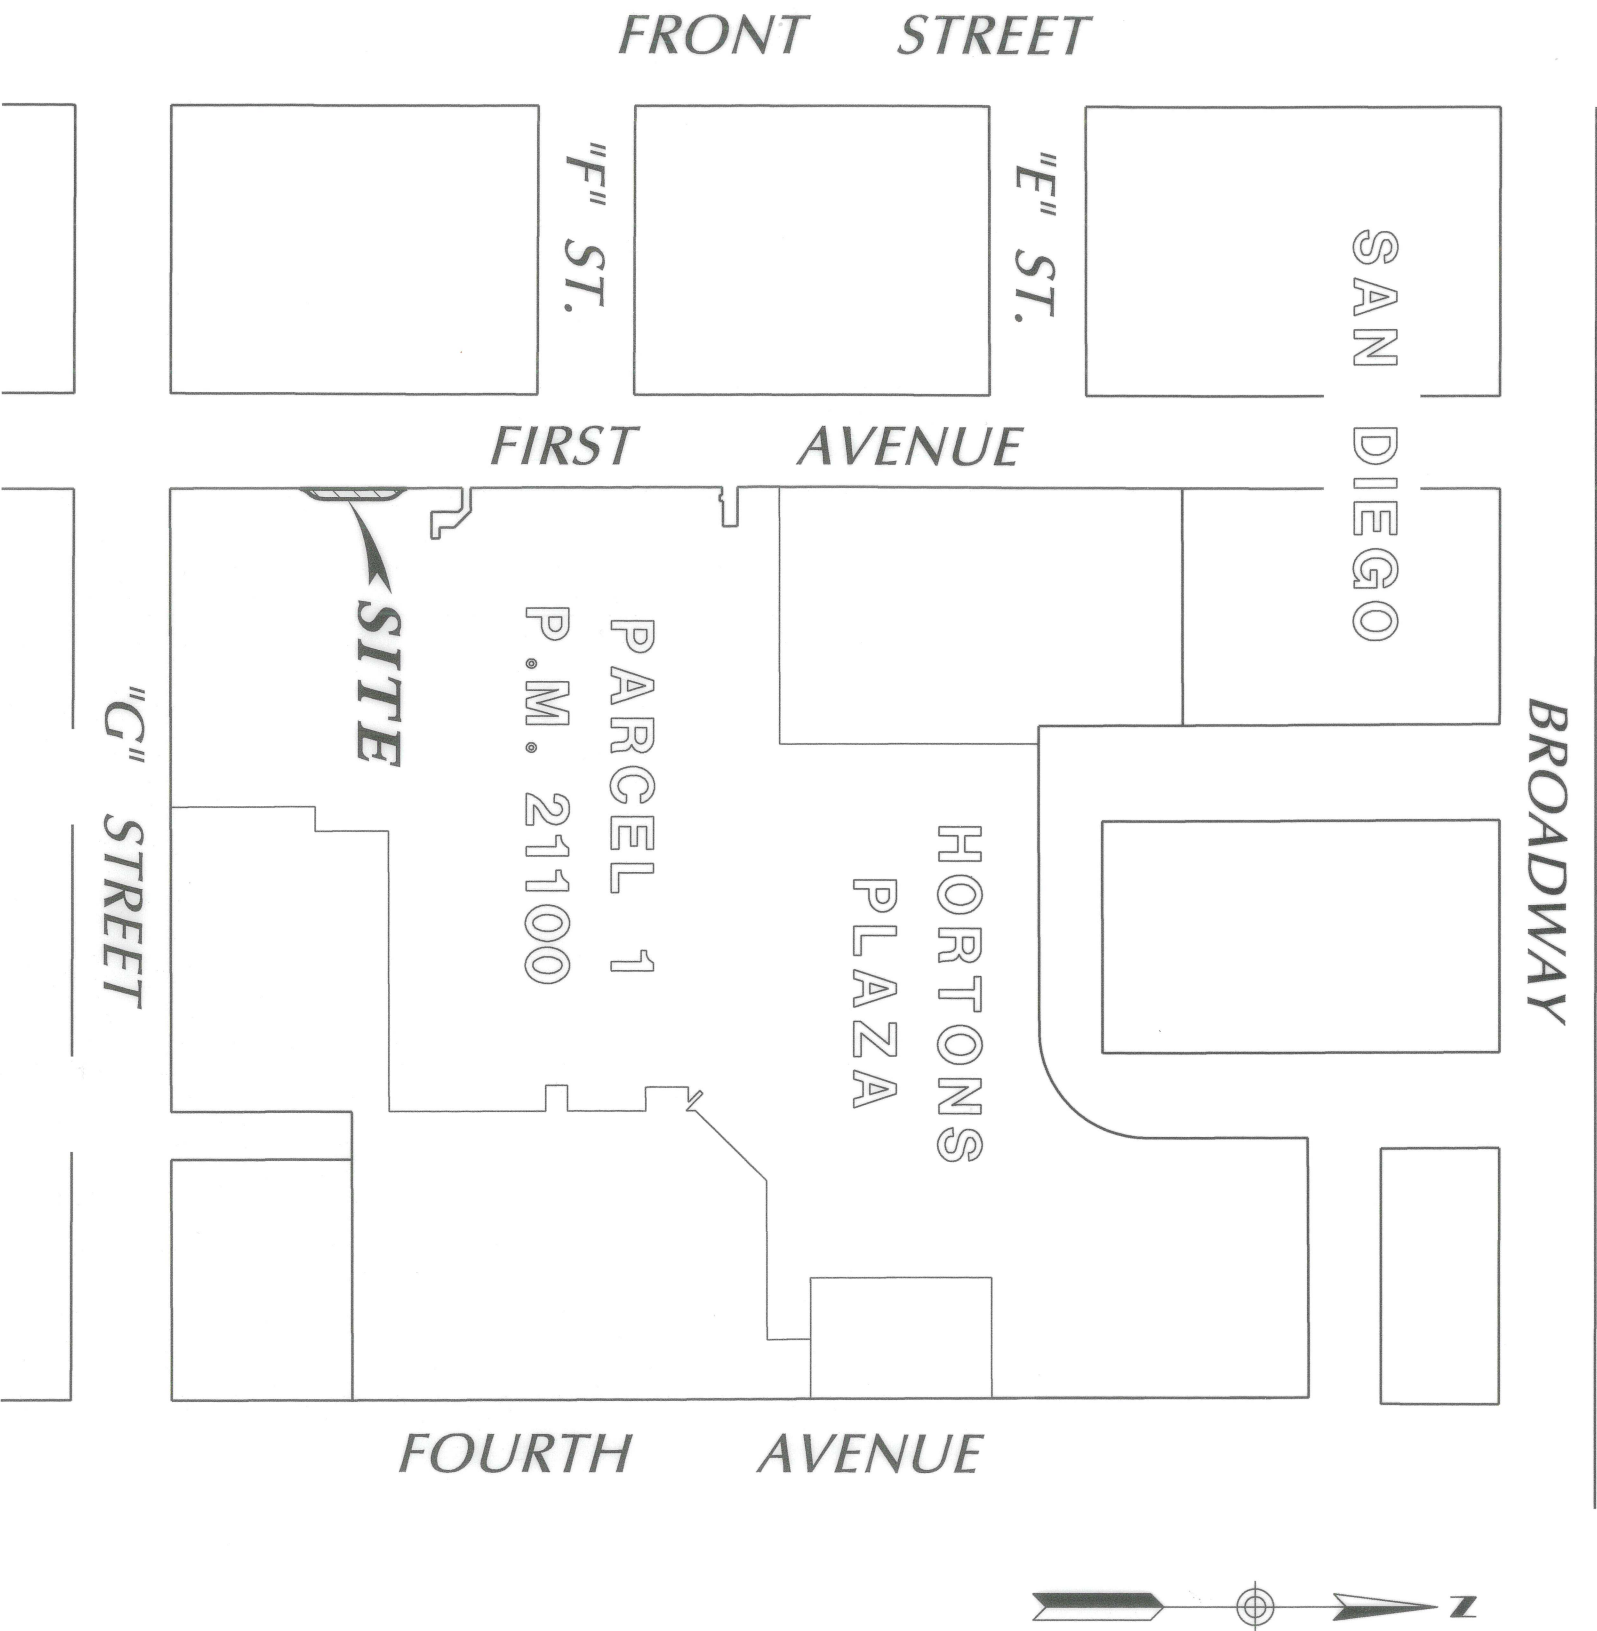 FRONT STREET
"F" ST.
"E" ST.
SAN DIEGO
FIRST AVENUE
SITE
PARCEL 1
P.M. 21100
"G" STREET
HORTONS
PLAZA
BROADWAY
FOURTH AVENUE
N